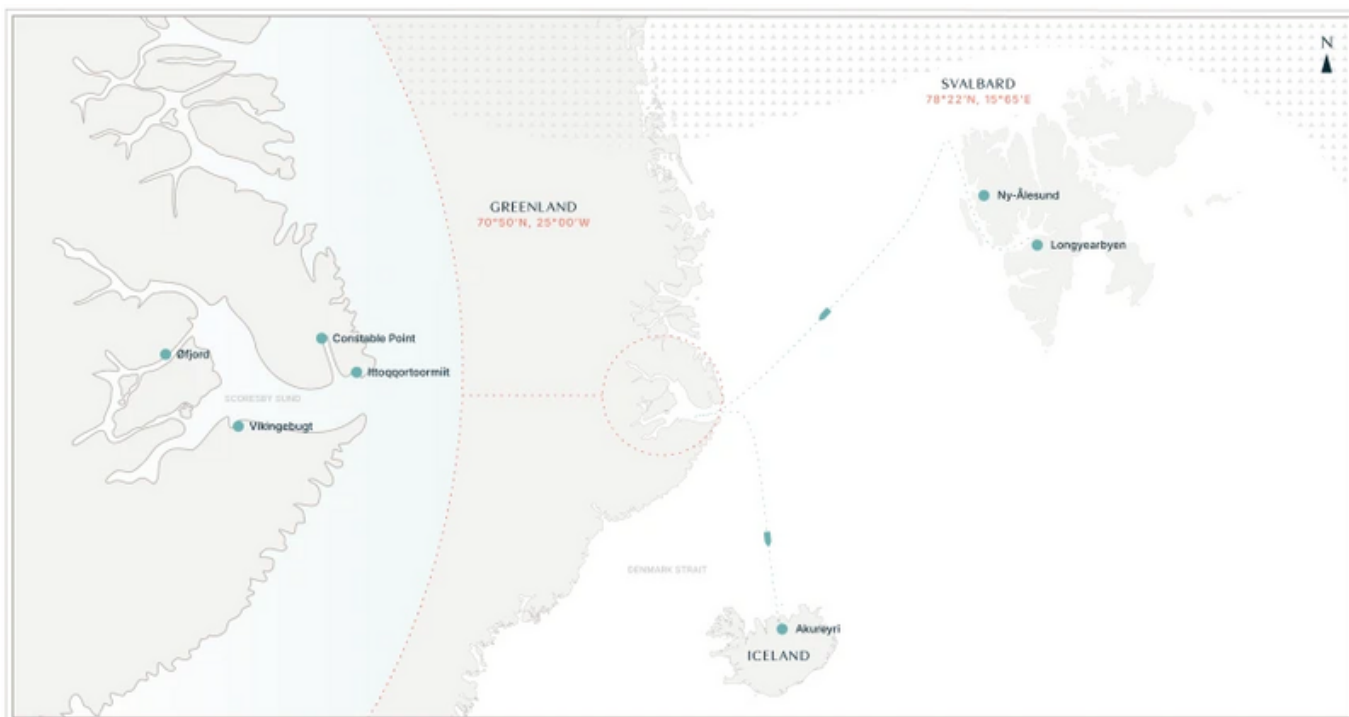 N
SVALBARD
78°22'N, 15°65'E
Ny-Ålesund
Longyearbyen
GREENLAND
70°50'N, 25°00'W
Constable Point
Øfjord
Ittoqqortoormiit
SCORESBY SUND
Vikingebugt
DENMARK STRAIT
Akureyri
ICELAND